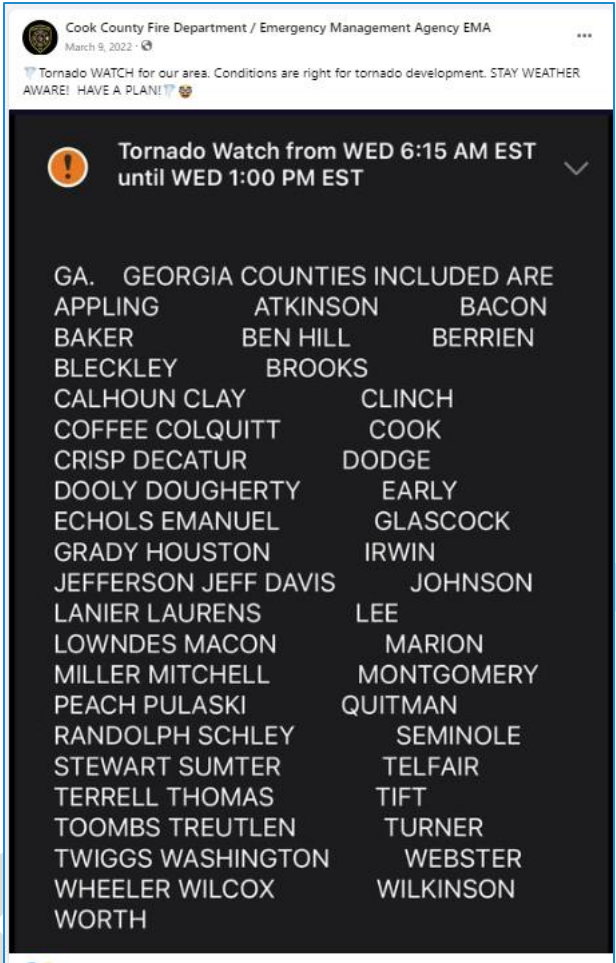 Cook County Fire Department / Emergency Management Agency EMA
March 9, 2022 ·
Tornado WATCH for our area. Conditions are right for tornado development. STAY WEATHER
AWARE! HAVE A PLAN!
Tornado Watch from WED 6:15 AM EST
until WED 1:00 PM EST
GA. GEORGIA COUNTIES INCLUDED ARE
APPLING ATKINSON BACON
BAKER BEN HILL BERRIEN
BLECKLEY BROOKS
CALHOUN CLAY CLINCH
COFFEE COLQUITT COOK
CRISP DECATUR DODGE
DOOLY DOUGHERTY EARLY
ECHOLS EMANUEL GLASCOCK
GRADY HOUSTON IRWIN
JEFFERSON JEFF DAVIS JOHNSON
LANIER LAURENS LEE
LOWNDES MACON MARION
MILLER MITCHELL MONTGOMERY
PEACH PULASKI QUITMAN
RANDOLPH SCHLEY SEMINOLE
STEWART SUMTER TELFAIR
TERRELL THOMAS TIFT
TOOMBS TREUTLEN TURNER
TWIGGS WASHINGTON WEBSTER
WHEELER WILCOX WILKINSON
WORTH